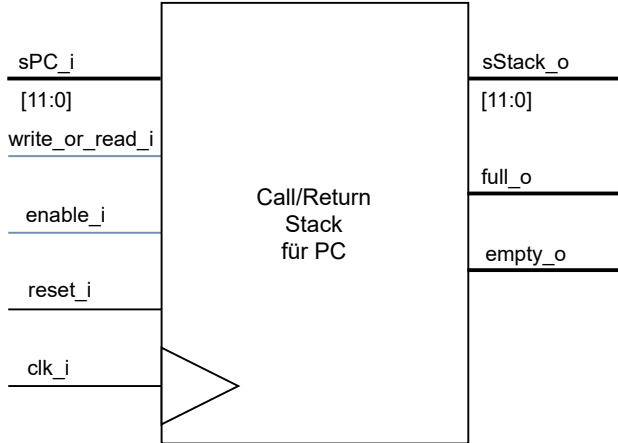 sPC_i
[11:0]
write_or_read_i
enable_i
reset_i
clk_i
Call/Return
Stack
für PC
sStack_o
[11:0]
full_o
empty_o